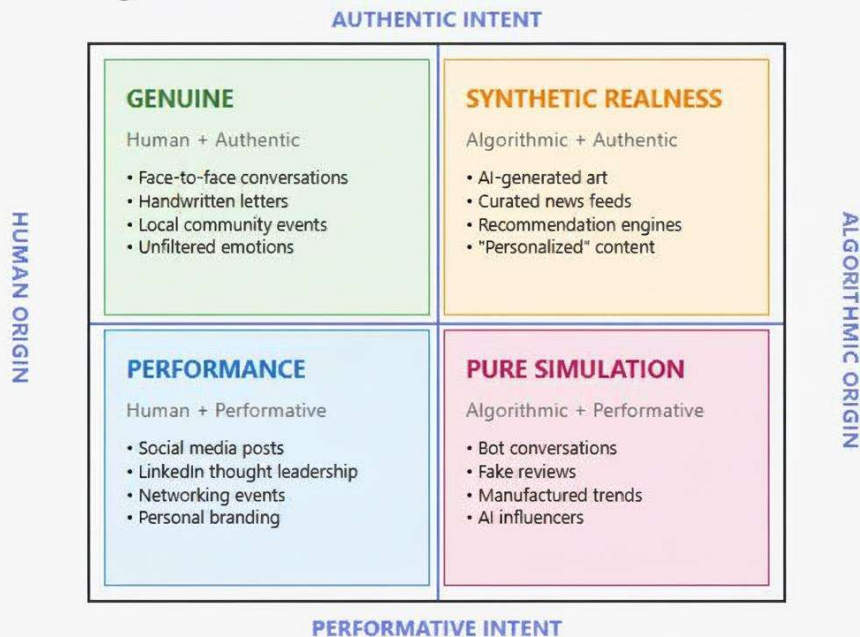 AUTHENTIC INTENT
HUMAN ORIGIN
GENUINE
Human + Authentic
• Face-to-face conversations
• Handwritten letters
• Local community events
• Unfiltered emotions
SYNTHETIC REALNESS
Algorithmic + Authentic
• AI-generated art
• Curated news feeds
• Recommendation engines
• "Personalized" content
ALGORITHMIC ORIGIN
PERFORMANCE
Human + Performative
• Social media posts
• LinkedIn thought leadership
• Networking events
• Personal branding
PURE SIMULATION
Algorithmic + Performative
• Bot conversations
• Fake reviews
• Manufactured trends
• AI influencers
PERFORMATIVE INTENT